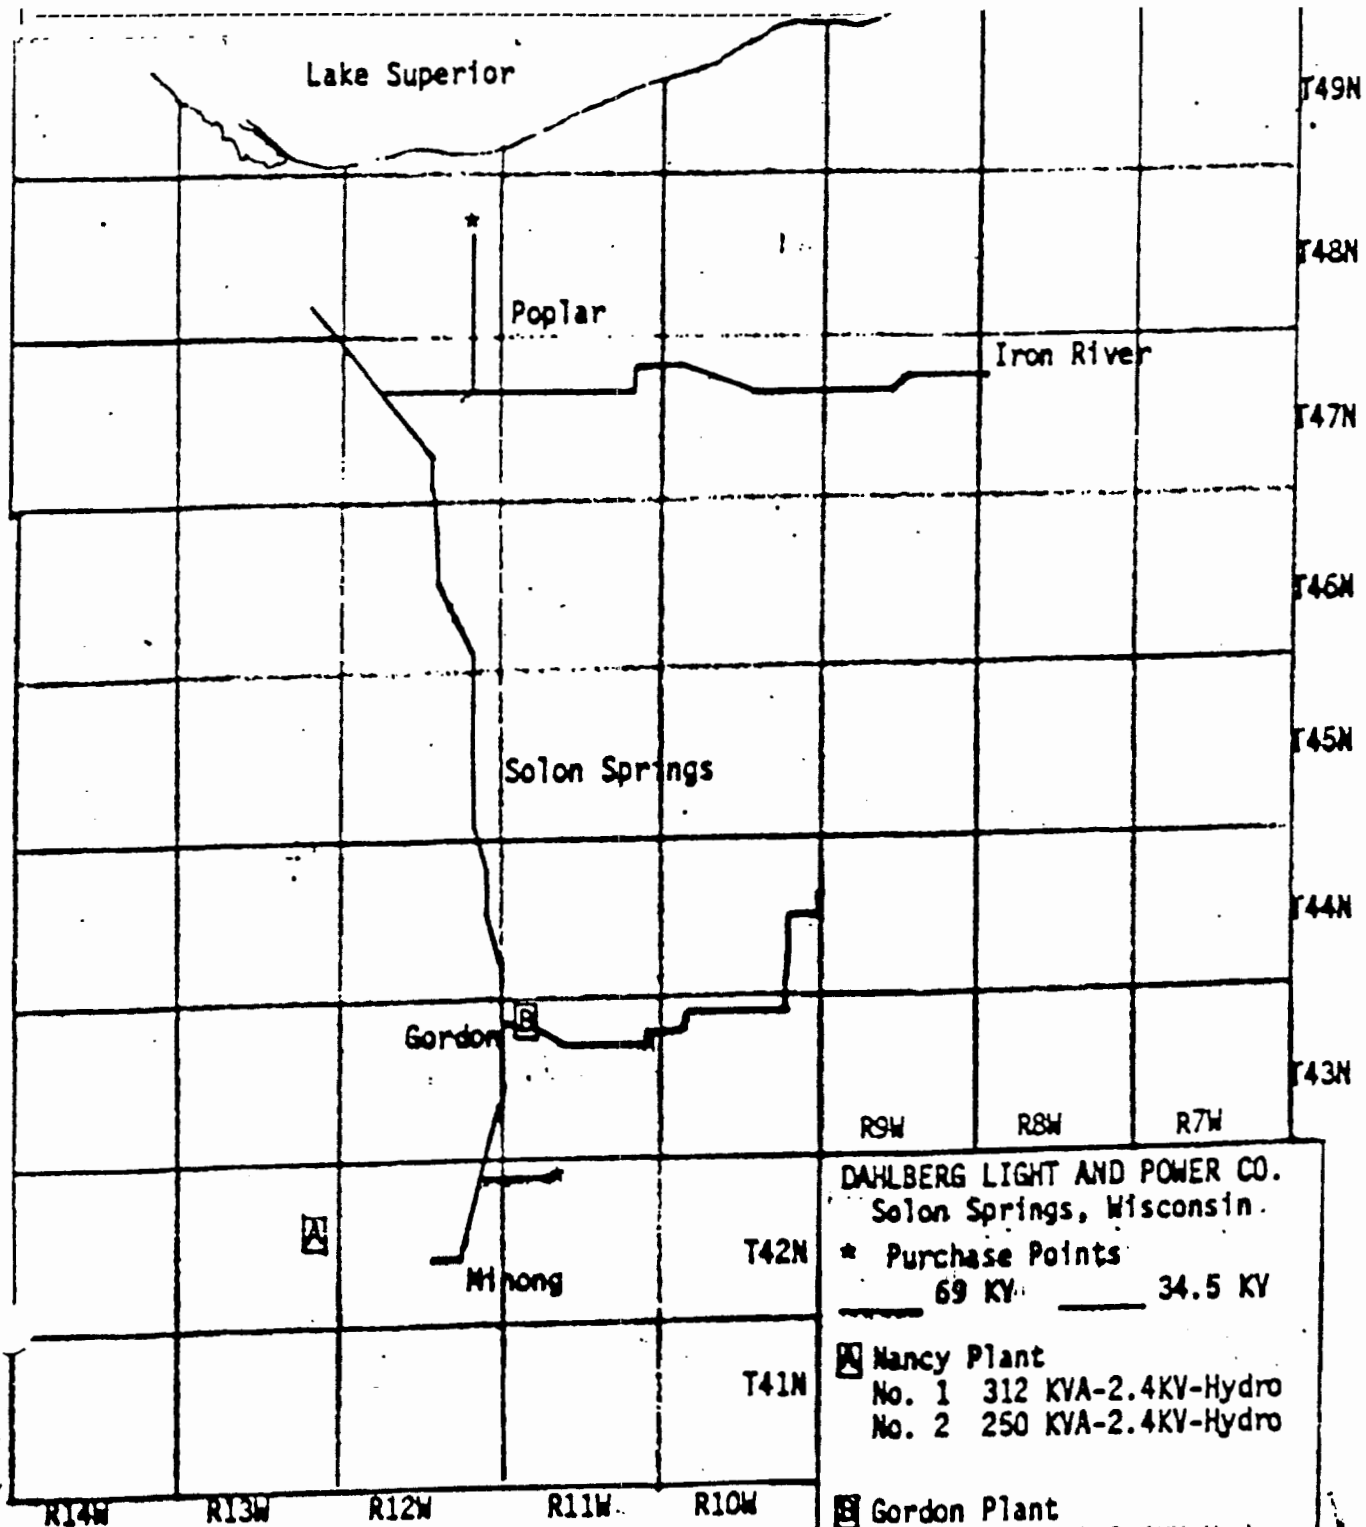 Lake Superior
T49N
*
T48N
Poplar
Iron River
T47N
T46N
T45N
Solon Springs
T44N
B
Gordon
T43N
R9W R8W R7W
*
A
Minong
T42N
T41N
R14W R13W R12W R11W R10W
DAHLBERG LIGHT AND POWER CO.
Solon Springs, Wisconsin
* Purchase Points
69 KV 34.5 KV
A Nancy Plant
No. 1 312 KVA-2.4KV-Hydro
No. 2 250 KVA-2.4KV-Hydro
B Gordon Plant